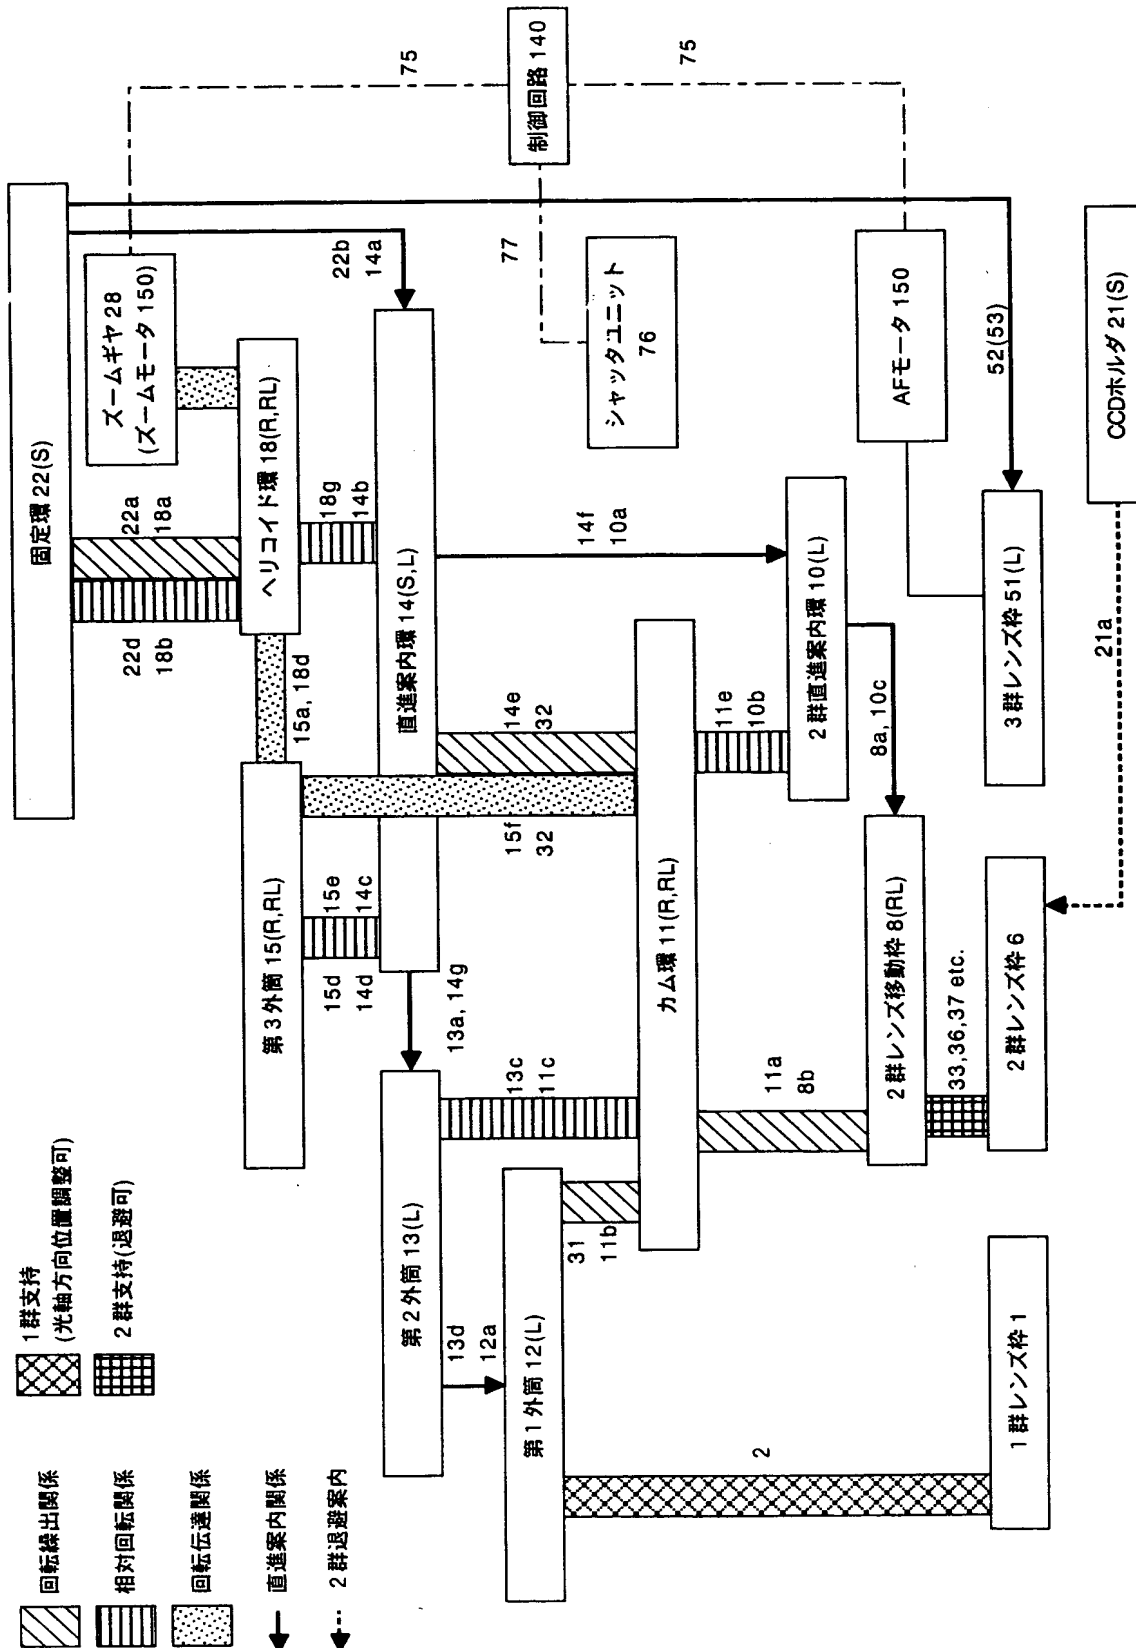 回転繰出関係
相対回転関係
回転伝達関係
直進案内関係
2群退避案内
1群支持
(光軸方向位置調整可)
2群支持(退避可)
固定環 22(S)
ズームギヤ 28
(ズームモータ 150)
22a
18a
22d
18b
ヘリコイド環 18(R,RL)
15a, 18d
18g
14b
22b
14a
第3外筒 15(R,RL)
15e
14c
15d
14d
直進案内環 14(S,L)
13a, 14g
14e
32
15f
32
14f
10a
第2外筒 13(L)
13d
12a
13c
11c
第1外筒 12(L)
31
11b
カム環 11(R,RL)
11e
10b
11a
8b
2群直進案内環 10(L)
8a, 10c
2群レンズ移動枠 8(RL)
33,36,37 etc.
2群レンズ枠 6
2
1群レンズ枠 1
3群レンズ枠 51(L)
52(53)
AFモータ 150
シャッタユニット
76
77
制御回路 140
75
75
CCDホルダ 21(S)
21a